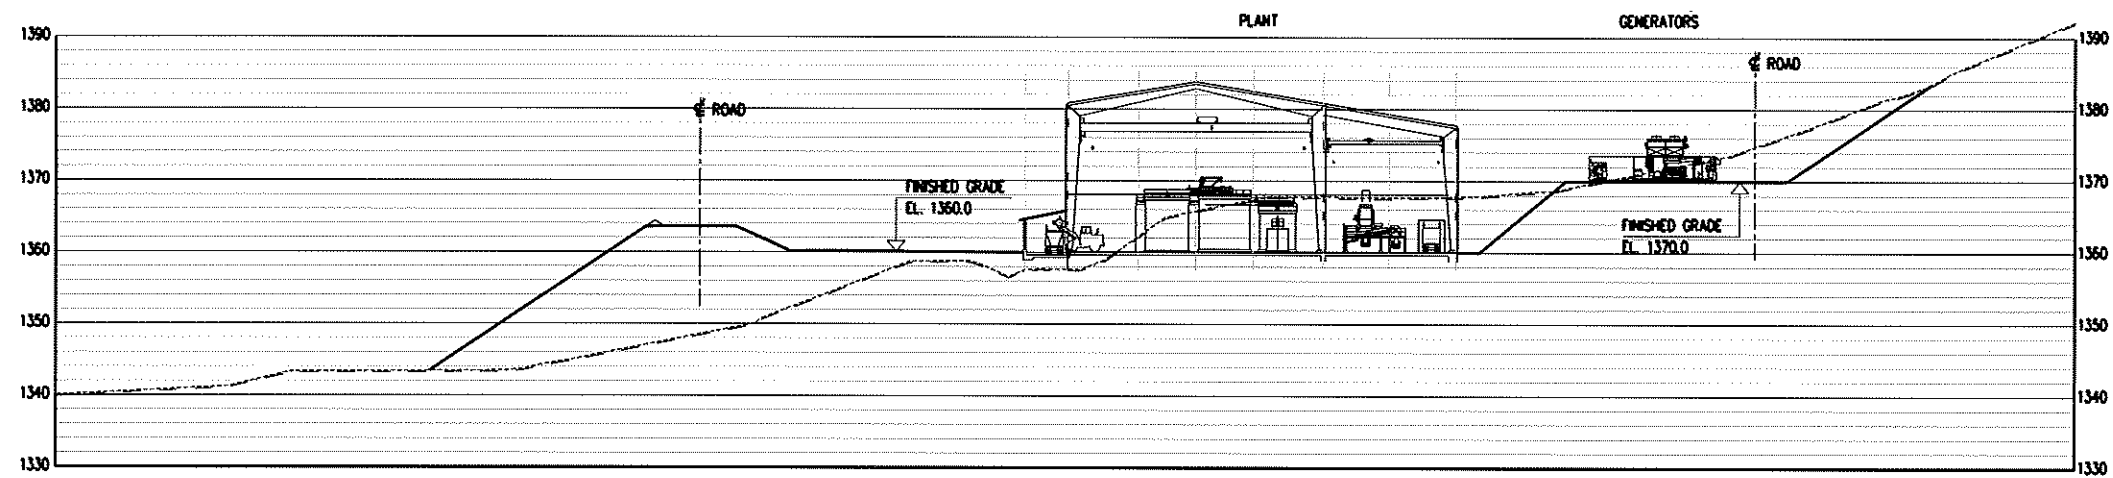 PLANT
GENERATORS
1390
1390
℄ ROAD
1380
℄ ROAD
1380
1370
FINISHED GRADE
EL. 1360.0
1370
FINISHED GRADE
EL. 1370.0
1360
1360
1350
1350
1340
1340
1330
1330